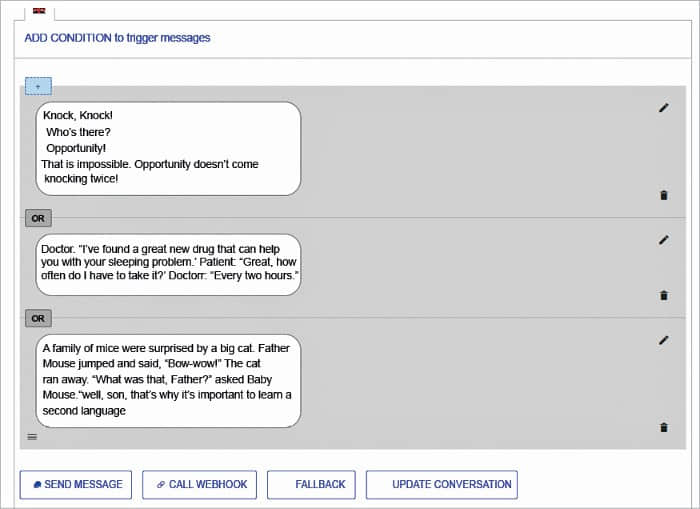 ADD CONDITION to trigger messages
+
Knock, Knock!
Who's there?
Opportunity!
That is impossible. Opportunity doesn't come
knocking twice!
OR
Doctor. "I've found a great new drug that can help
you with your sleeping problem.' Patient: "Great, how
often do I have to take it?' Doctorr: "Every two hours."
OR
A family of mice were surprised by a big cat. Father
Mouse jumped and said, "Bow-wow!" The cat
ran away. "What was that, Father?" asked Baby
Mouse."well, son, that's why it's important to learn a
second language
SEND MESSAGE
CALL WEBHOOK
FALLBACK
UPDATE CONVERSATION